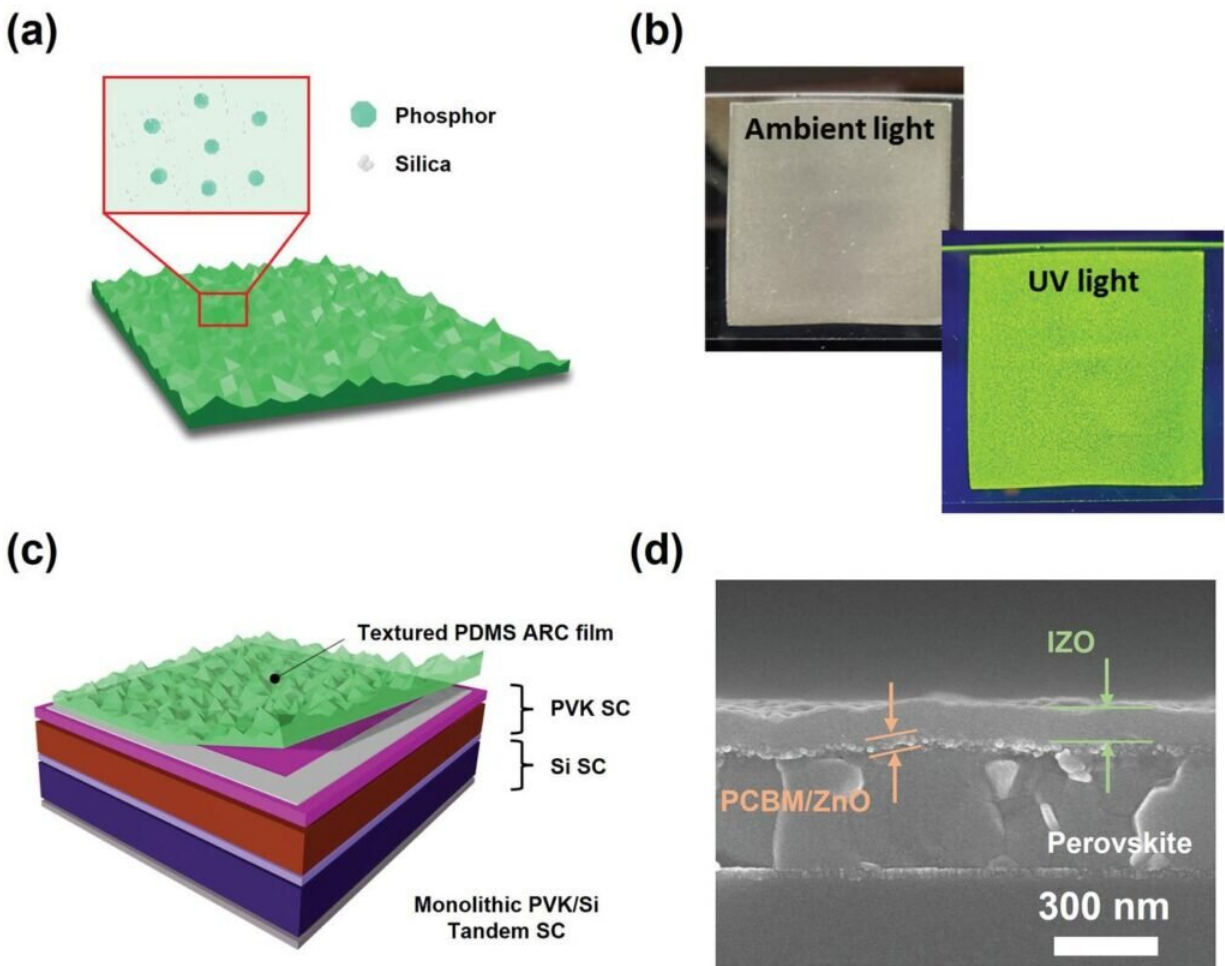 (a)
Phosphor
Silica
(b)
Ambient light
UV light
(c)
Textured PDMS ARC film
PVK SC
Si SC
Monolithic PVK/Si
Tandem SC
(d)
IZO
PCBM/ZnO
Perovskite
300 nm